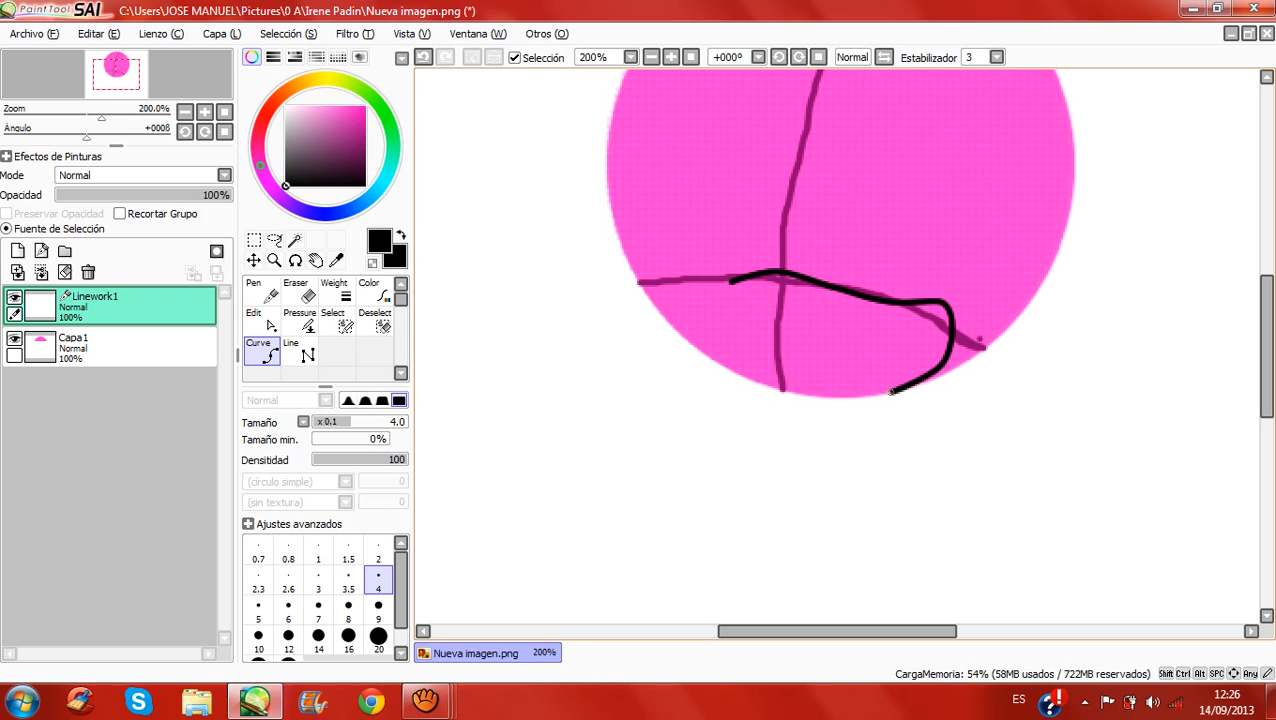 PaintTool SAI C:\Users\JOSE MANUEL\Pictures\0 A\Irene Padin\Nueva imagen.png (*)
Archivo (F) Editar (E) Lienzo (C) Capa (L) Selección (S) Filtro (T) Vista (V) Ventana (W) Otros (O)
Selección 200% +000º Normal Estabilizador 3
Zoom 200.0%
Ángulo +000ß
Efectos de Pinturas
Mode Normal
Opacidad 100%
Preservar Opacidad Recortar Grupo
Fuente de Selección
Linework1
Normal
100%
Capa1
Normal
100%
Pen Eraser Weight Color
Edit Pressure Select Deselect
Curve Line
Normal
Tamaño x 0.1 4.0
Tamaño min. 0%
Densitidad 100
(círculo simple) 0
(sin textura) 0
Ajustes avanzados
0.7 0.8 1 1.5 2
2.3 2.6 3 3.5 4
5 6 7 8 9
10 12 14 16 20
Nueva imagen.png 200%
CargaMemoria: 54% (58MB usados / 722MB reservados) Shift Ctrl Alt SPC Any
ES 12:26
14/09/2013